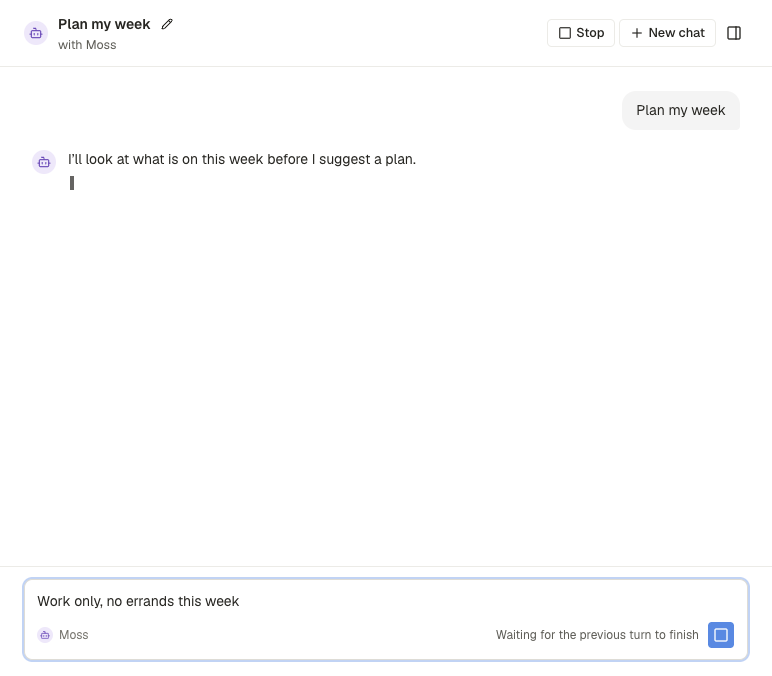 Plan my week
with Moss
Stop
New chat
Plan my week
I'll look at what is on this week before I suggest a plan.
Work only, no errands this week
Moss
Waiting for the previous turn to finish